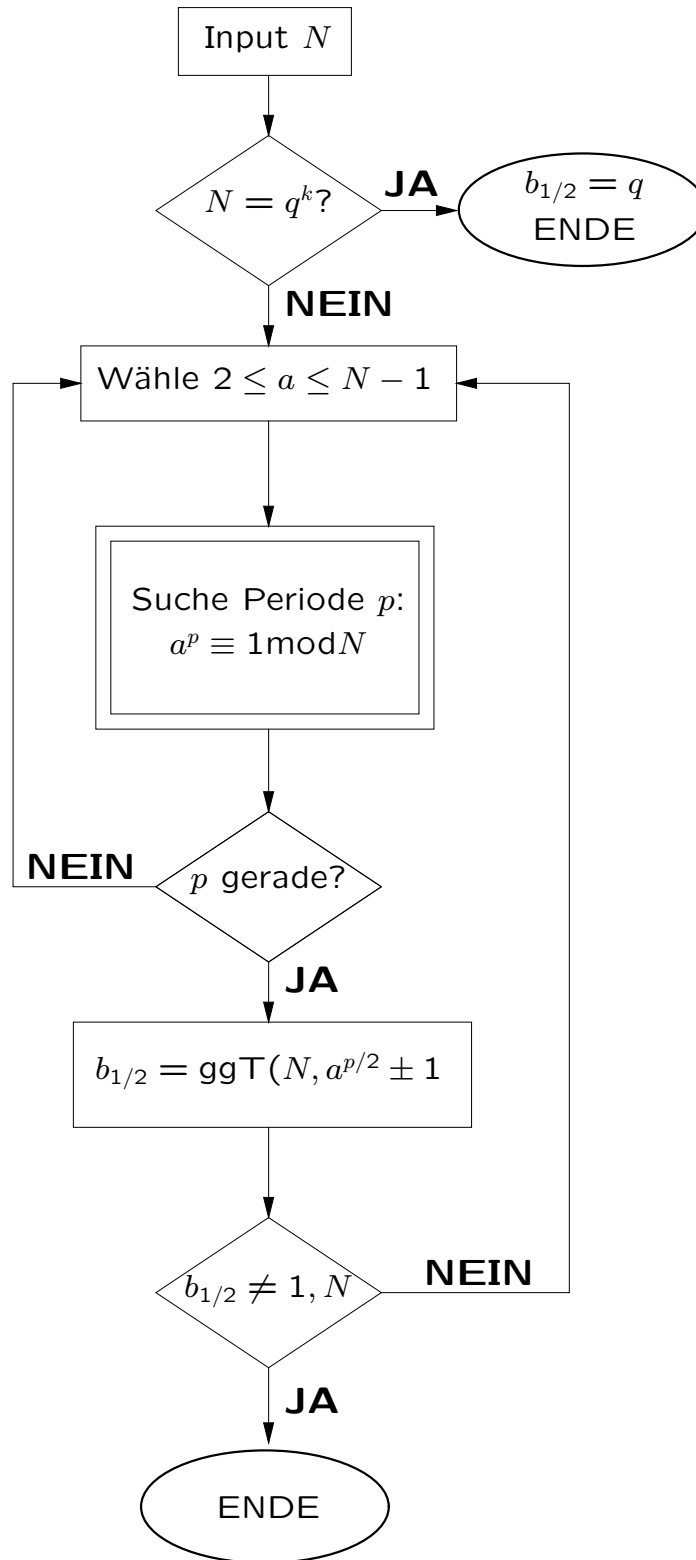 Input N
N = q^k?
JA
b_{1/2} = q
ENDE
NEIN
Wähle 2 ≤ a ≤ N − 1
Suche Periode p:
a^p ≡ 1modN
NEIN
p gerade?
JA
b_{1/2} = ggT(N, a^{p/2} ± 1
b_{1/2} ≠ 1, N
NEIN
JA
ENDE